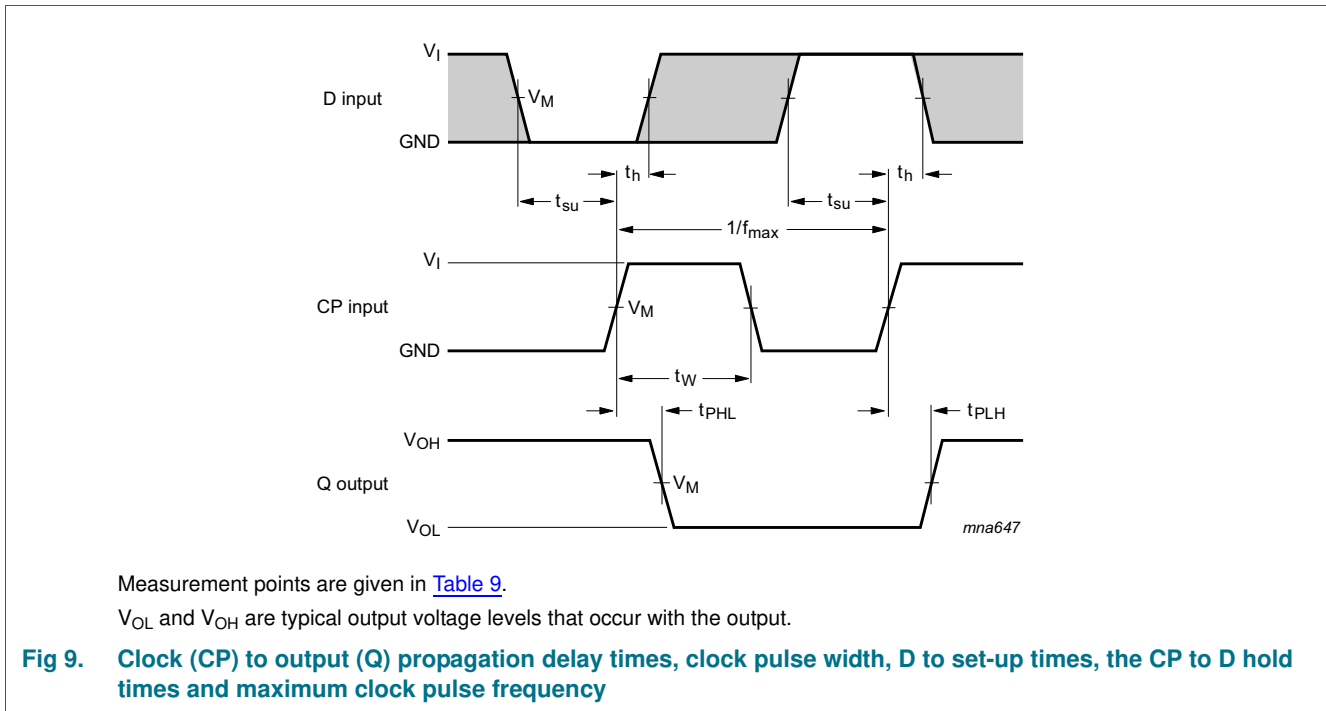 VI
D input
VM
GND
th
th
tsu
tsu
1/fmax
VI
CP input
VM
GND
tW
tPHL
tPLH
VOH
Q output
VM
VOL
mna647
Measurement points are given in Table 9.
VOL and VOH are typical output voltage levels that occur with the output.
Fig 9. Clock (CP) to output (Q) propagation delay times, clock pulse width, D to set-up times, the CP to D hold
times and maximum clock pulse frequency